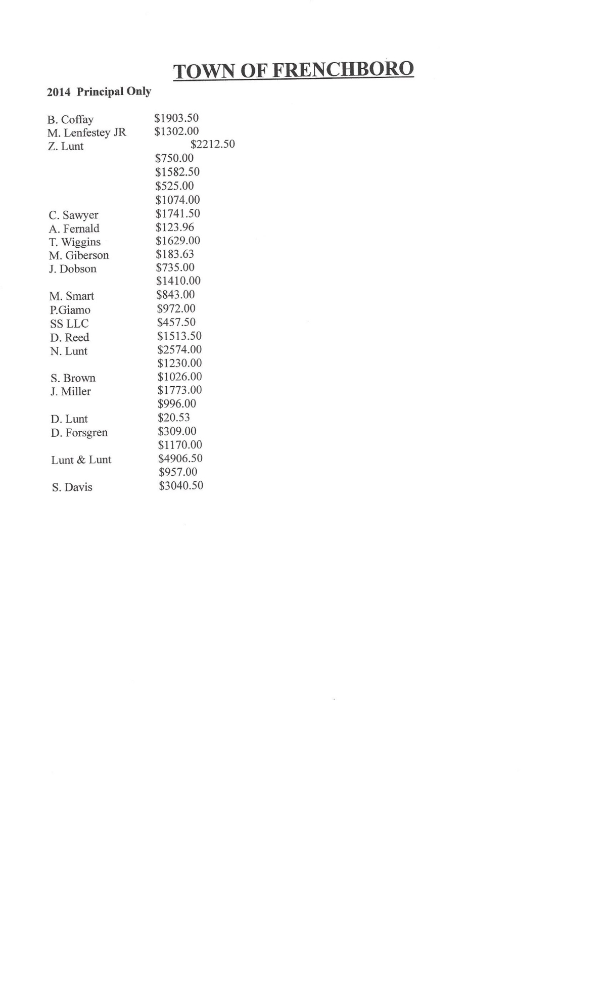 TOWN OF FRENCHBORO
2014 Principal Only
B. Coffay $1903.50
M. Lenfestey JR $1302.00
Z. Lunt $2212.50
$750.00
$1582.50
$525.00
$1074.00
C. Sawyer $1741.50
A. Fernald $123.96
T. Wiggins $1629.00
M. Giberson $183.63
J. Dobson $735.00
$1410.00
M. Smart $843.00
P.Giamo $972.00
SS LLC $457.50
D. Reed $1513.50
N. Lunt $2574.00
$1230.00
S. Brown $1026.00
J. Miller $1773.00
$996.00
D. Lunt $20.53
D. Forsgren $309.00
$1170.00
Lunt & Lunt $4906.50
$957.00
S. Davis $3040.50